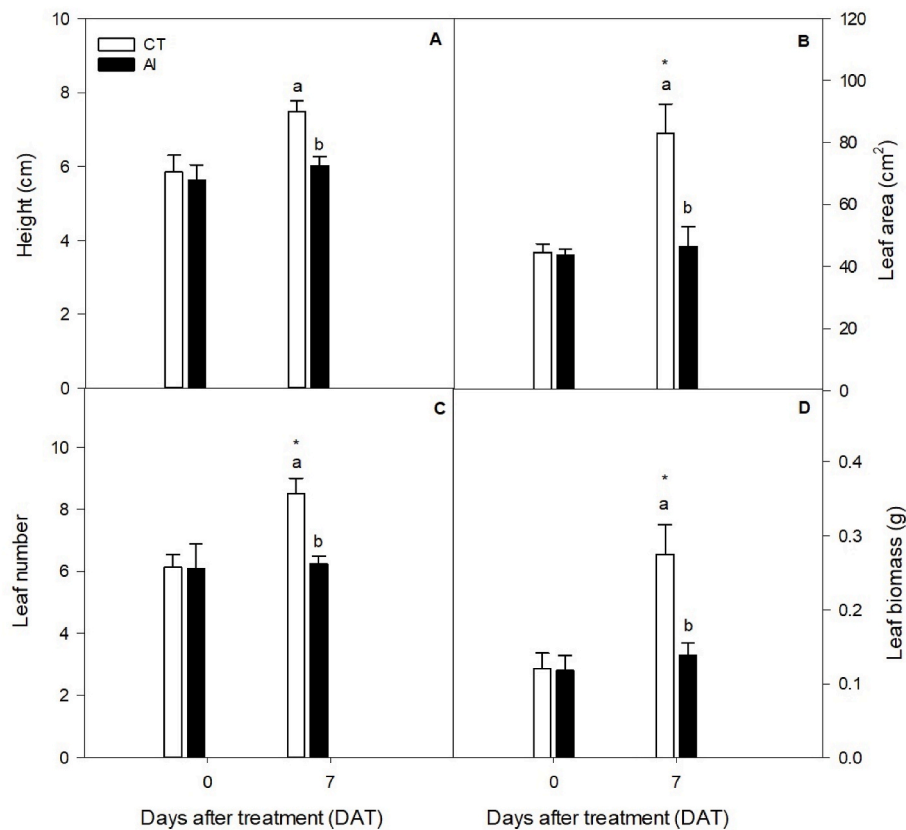 A
CT
Al
a
b
10
8
6
4
2
0
Height (cm)
B
*
a
b
120
100
80
60
40
20
0
Leaf area (cm²)
C
*
a
b
10
8
6
4
2
0
Leaf number
0
7
Days after treatment (DAT)
D
*
a
b
0.4
0.3
0.2
0.1
0.0
Leaf biomass (g)
0
7
Days after treatment (DAT)